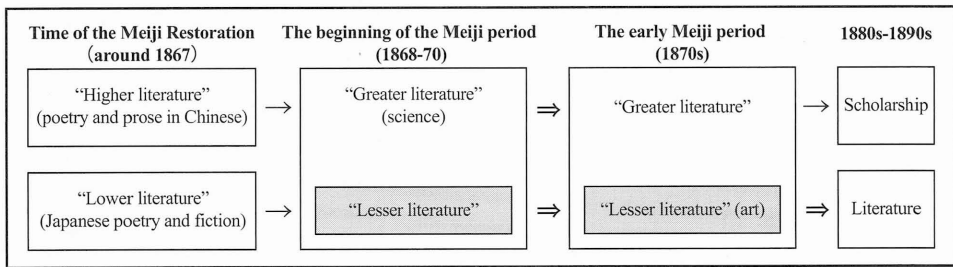 Time of the Meiji Restoration
(around 1867)
The beginning of the Meiji period
(1868-70)
The early Meiji period
(1870s)
1880s-1890s
“Higher literature”
(poetry and prose in Chinese)
→
“Greater literature”
(science)
⇒
“Greater literature”
→
Scholarship
“Lower literature”
(Japanese poetry and fiction)
→
“Lesser literature”
⇒
“Lesser literature” (art)
⇒
Literature